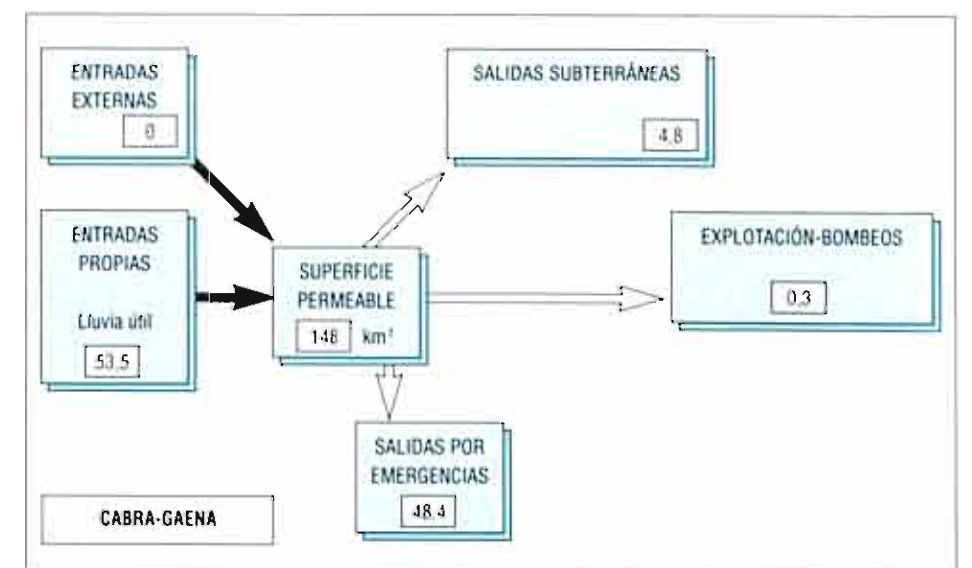 ENTRADAS
EXTERNAS
0
SALIDAS SUBTERRÁNEAS
4,8
ENTRADAS
PROPIAS
Lluvia útil
53,5
SUPERFICIE
PERMEABLE
148 km²
EXPLOTACIÓN-BOMBEOS
0,3
SALIDAS POR
EMERGENCIAS
48,4
CABRA-GAENA